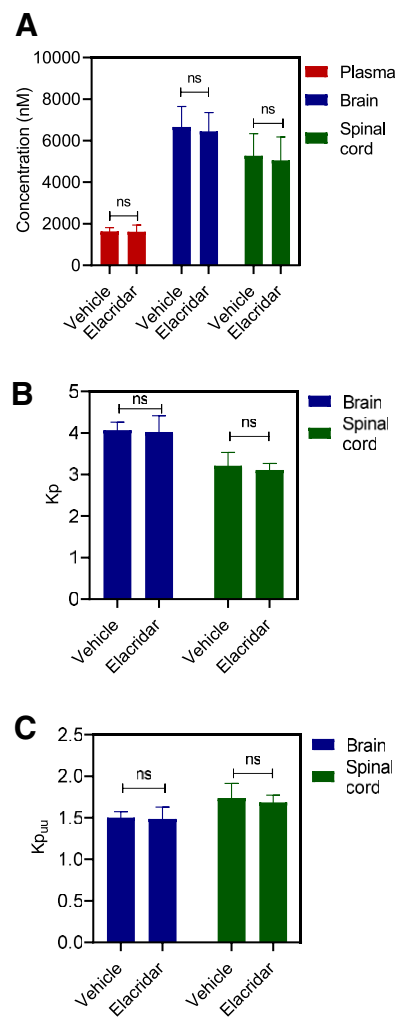 A
10000
8000
6000
4000
2000
0
Concentration (nM)
ns
ns
ns
Vehicle
Elacridar
Vehicle
Elacridar
Vehicle
Elacridar
Plasma
Brain
Spinal
cord
B
5
4
3
2
1
0
Kp
ns
ns
Vehicle
Elacridar
Vehicle
Elacridar
Brain
Spinal
cord
C
2.5
2.0
1.5
1.0
0.5
0.0
Kpuu
ns
ns
Vehicle
Elacridar
Vehicle
Elacridar
Brain
Spinal
cord